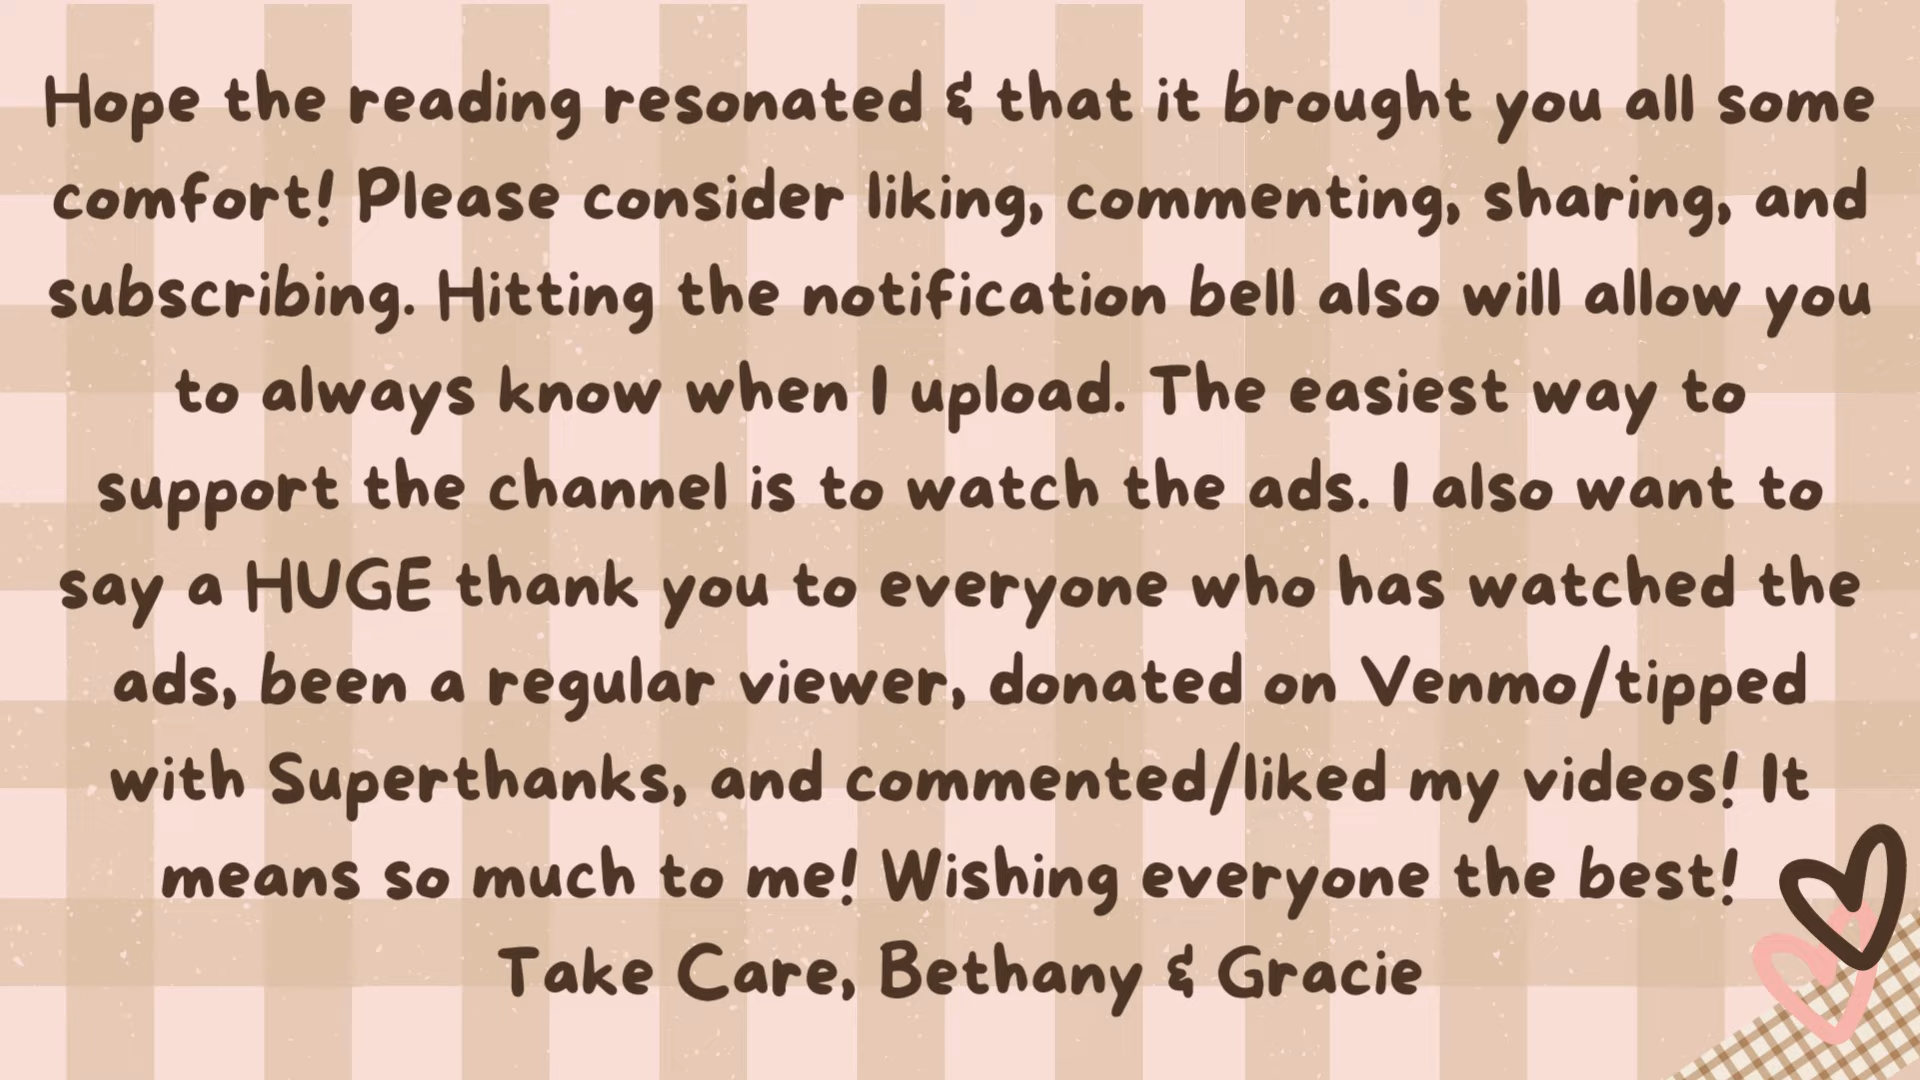 Hope the reading resonated & that it brought you all some
comfort! Please consider liking, commenting, sharing, and
subscribing. Hitting the notification bell also will allow you
to always know when I upload. The easiest way to
support the channel is to watch the ads. I also want to
say a HUGE thank you to everyone who has watched the
ads, been a regular viewer, donated on Venmo/tipped
with Superthanks, and commented/liked my videos! It
means so much to me! Wishing everyone the best!
Take Care, Bethany & Gracie